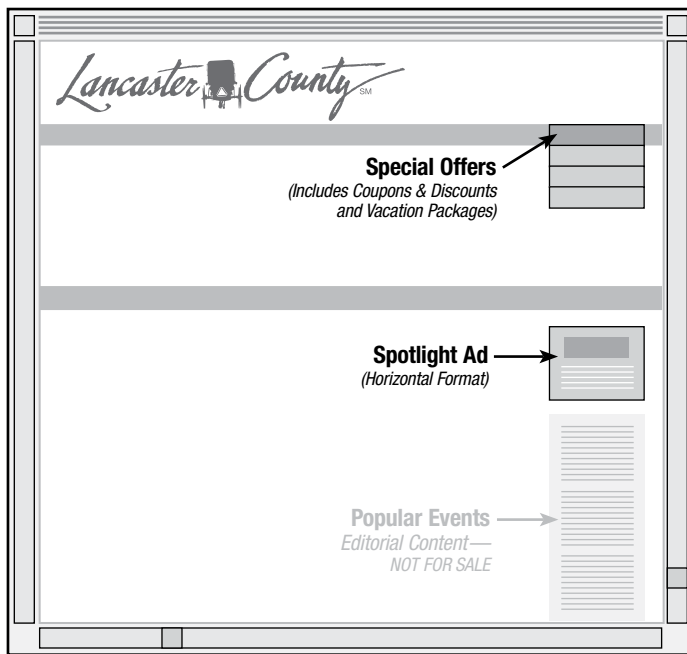 Lancaster County SM
Special Offers
(Includes Coupons & Discounts
and Vacation Packages)
Spotlight Ad
(Horizontal Format)
Popular Events
Editorial Content—
NOT FOR SALE